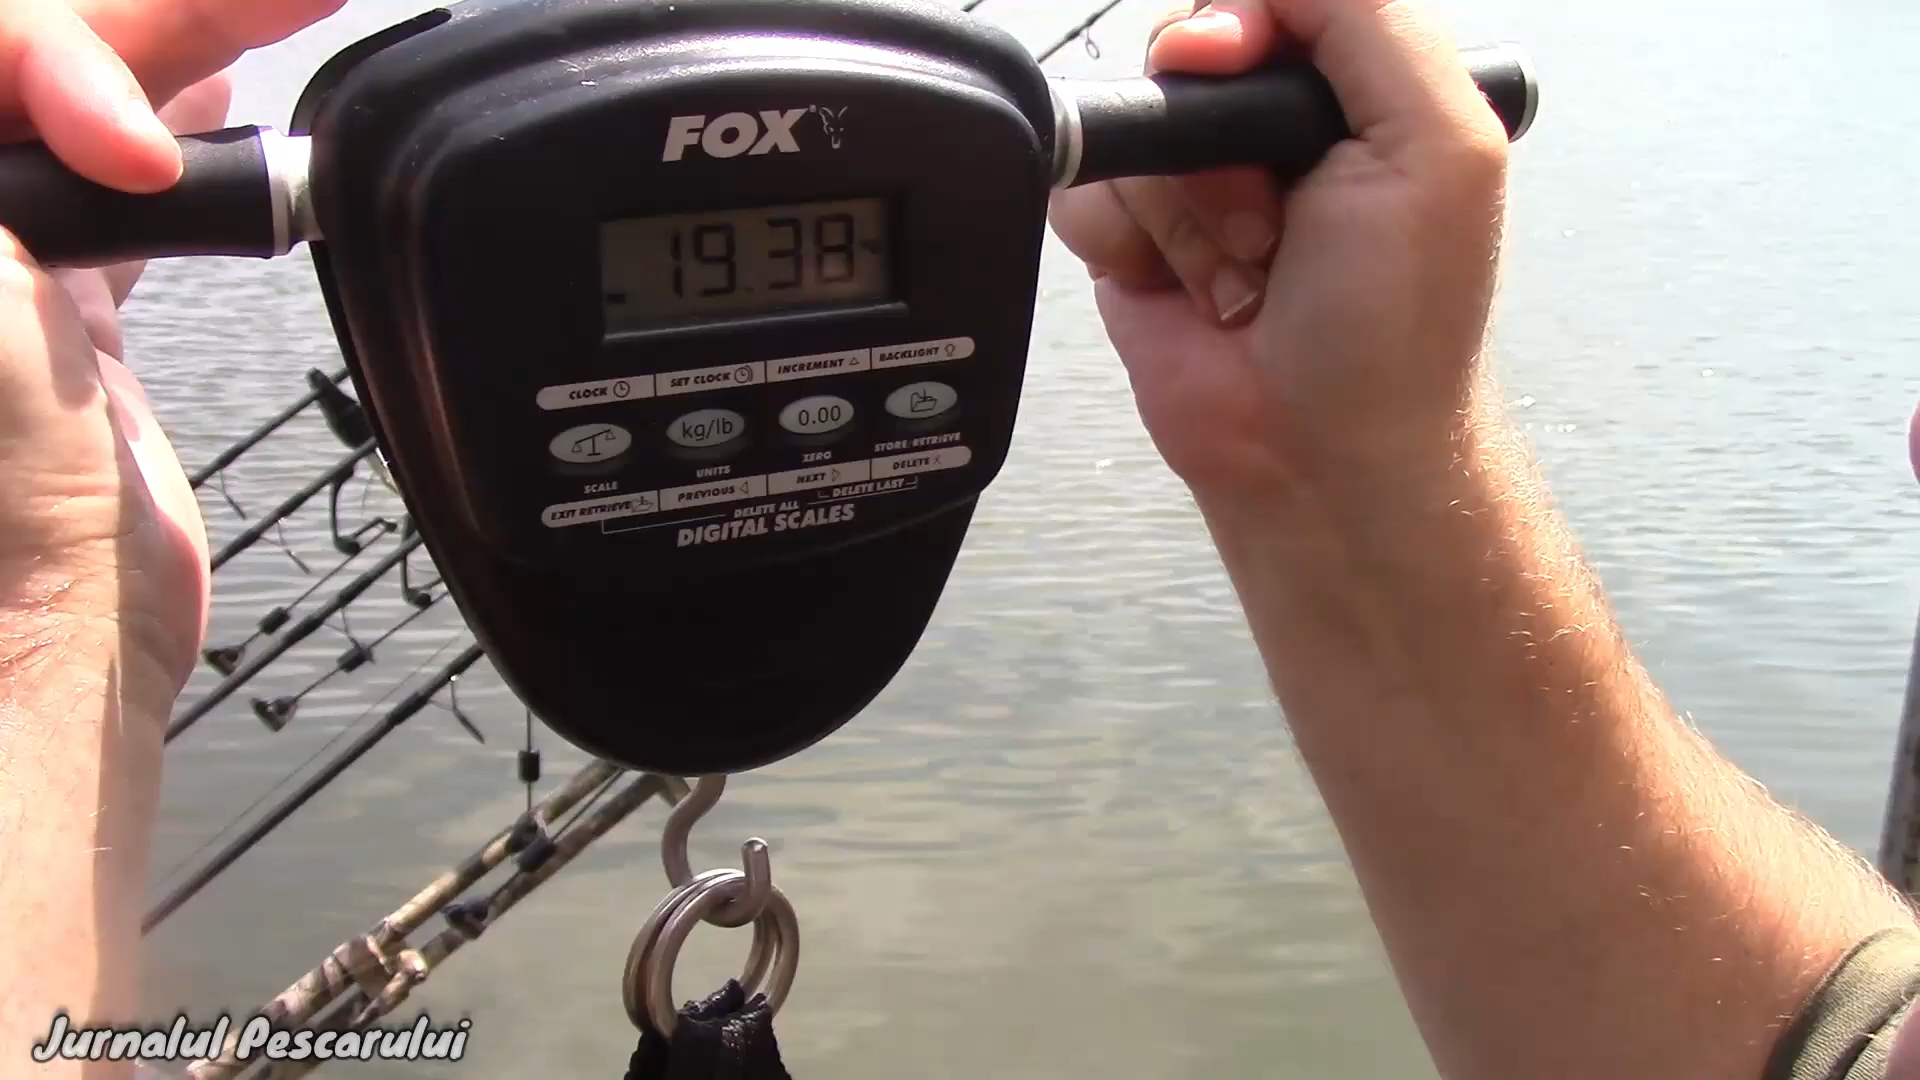 FOX
19.38
CLOCK SET CLOCK INCREMENT BACKLIGHT
kg/lb 0.00
SCALE UNITS ZERO STORE/RETRIEVE
EXIT RETRIEVE PREVIOUS NEXT DELETE X
DELETE ALL DELETE LAST
DIGITAL SCALES
Jurnalul Pescarului